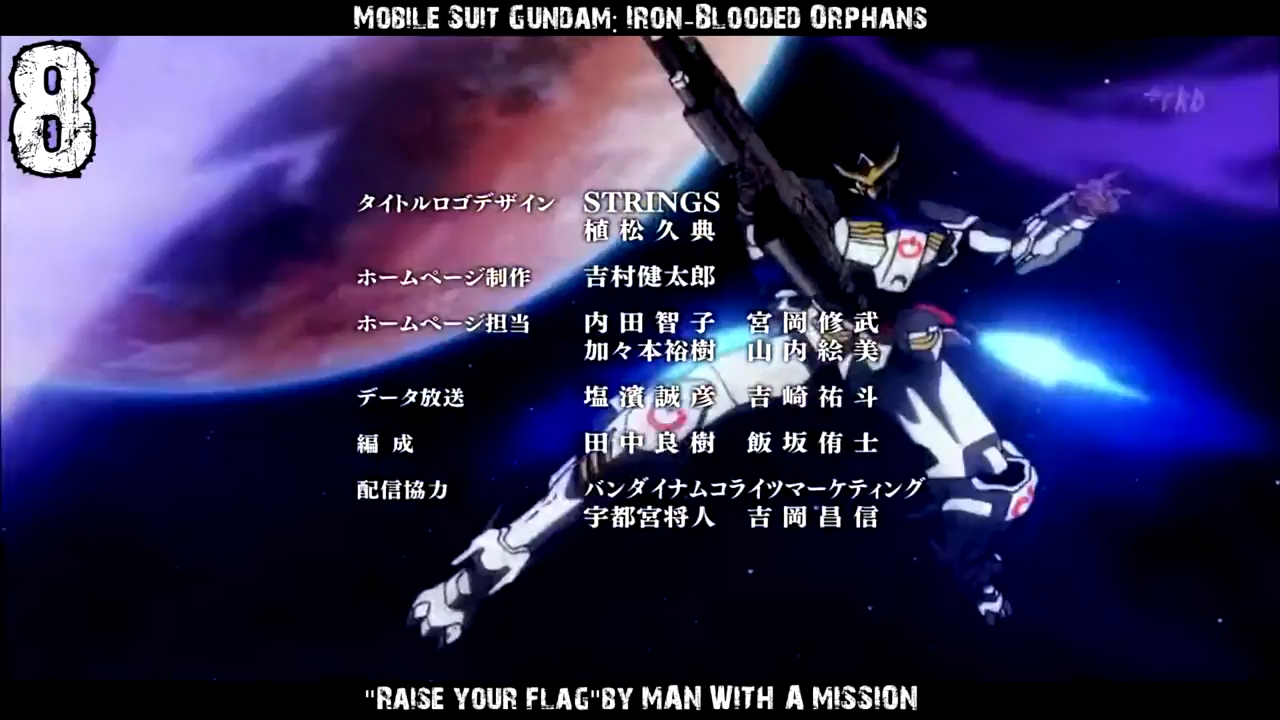 MOBILE SUIT GUNDAM: IRON-BLOODED ORPHANS
8
タイトルロゴデザイン STRINGS
植松久典
ホームページ制作 吉村健太郎
ホームページ担当 内田智子 宮岡修武
加々本裕樹 山内絵美
データ放送 塩濱誠彦 吉崎祐斗
編成 田中良樹 飯坂侑士
配信協力 バンダイナムコライツマーケティング
宇都宮将人 吉岡昌信
"RAISE YOUR FLAG"BY MAN WITH A MISSION